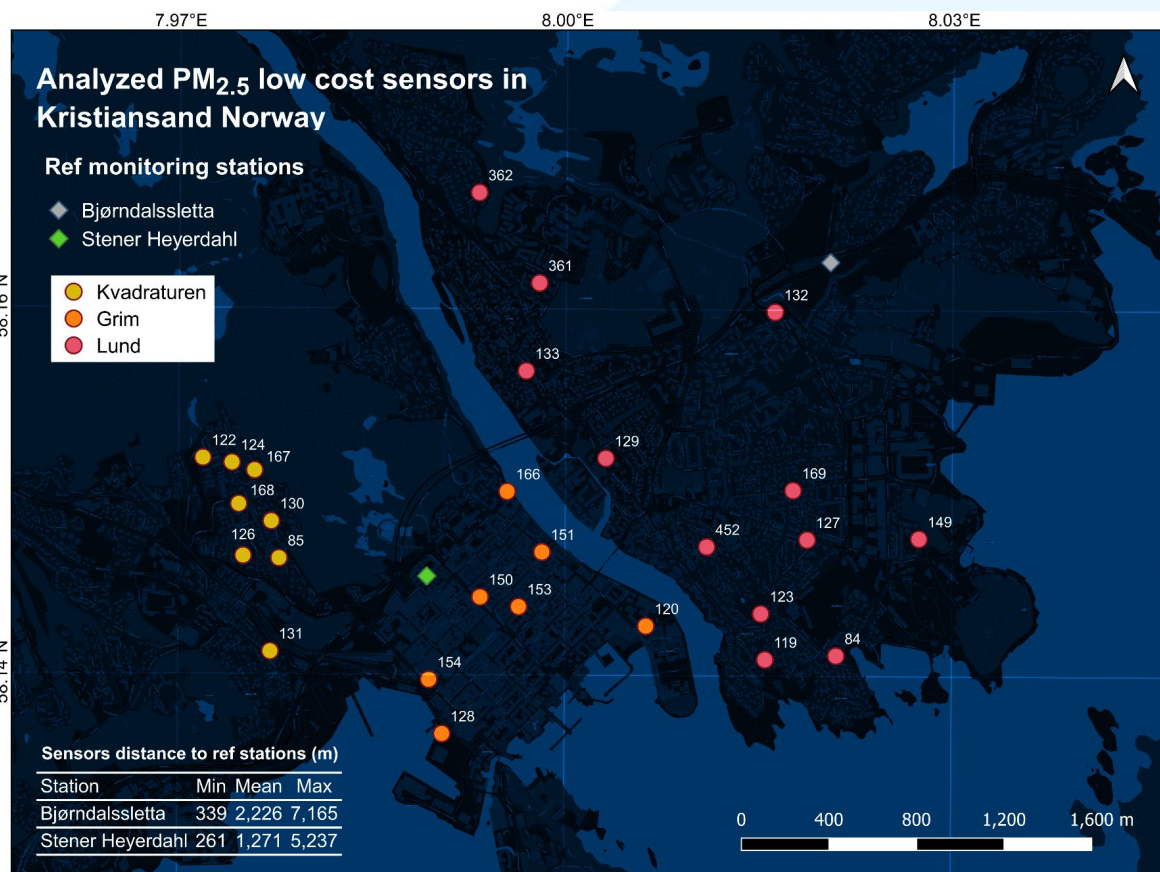 7.97°E 8.00°E 8.03°E
Analyzed PM2.5 low cost sensors in
Kristiansand Norway
Ref monitoring stations
Bjørndalssletta
Stener Heyerdahl
Kvadraturen
Grim
Lund
362
361
132
58.16°N
133
129
122
124
167
168
130
126
85
166
169
151
452
127
149
150
153
120
123
131
119
84
154
58.14°N
128
Sensors distance to ref stations (m)
Station Min Mean Max
Bjørndalssletta 339 2,226 7,165
Stener Heyerdahl 261 1,271 5,237
0 400 800 1,200 1,600 m